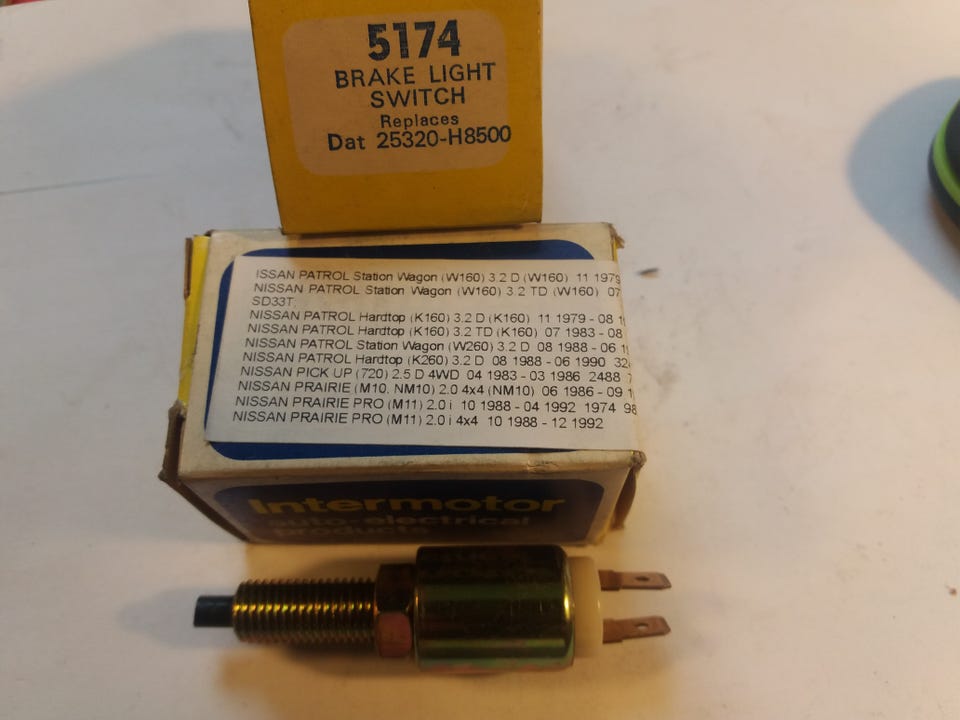 5174
BRAKE LIGHT
SWITCH
Replaces
Dat 25320-H8500
ISSAN PATROL Station Wagon (W160) 3.2 D (W160) 11 1979
NISSAN PATROL Station Wagon (W160) 3.2 TD (W160) 07
SD33T
NISSAN PATROL Hardtop (K160) 3.2 D (K160) 11 1979 - 08
NISSAN PATROL Hardtop (K160) 3.2 TD (K160) 07 1983 - 08
NISSAN PATROL Station Wagon (W260) 3.2 D 08 1988 - 06
NISSAN PATROL Hardtop (K260) 3.2 D 08 1988 - 06 1990
NISSAN PICK UP (720) 2.5 D 4WD 04 1983 - 03 1986 2488
NISSAN PRAIRIE (M10, NM10) 2.0 4x4 (NM10) 06 1986 - 09
NISSAN PRAIRIE PRO (M11) 2.0 i 10 1988 - 04 1992 1974 98
NISSAN PRAIRIE PRO (M11) 2.0 i 4x4 10 1988 - 12 1992
Intermotor
auto-electrical
products